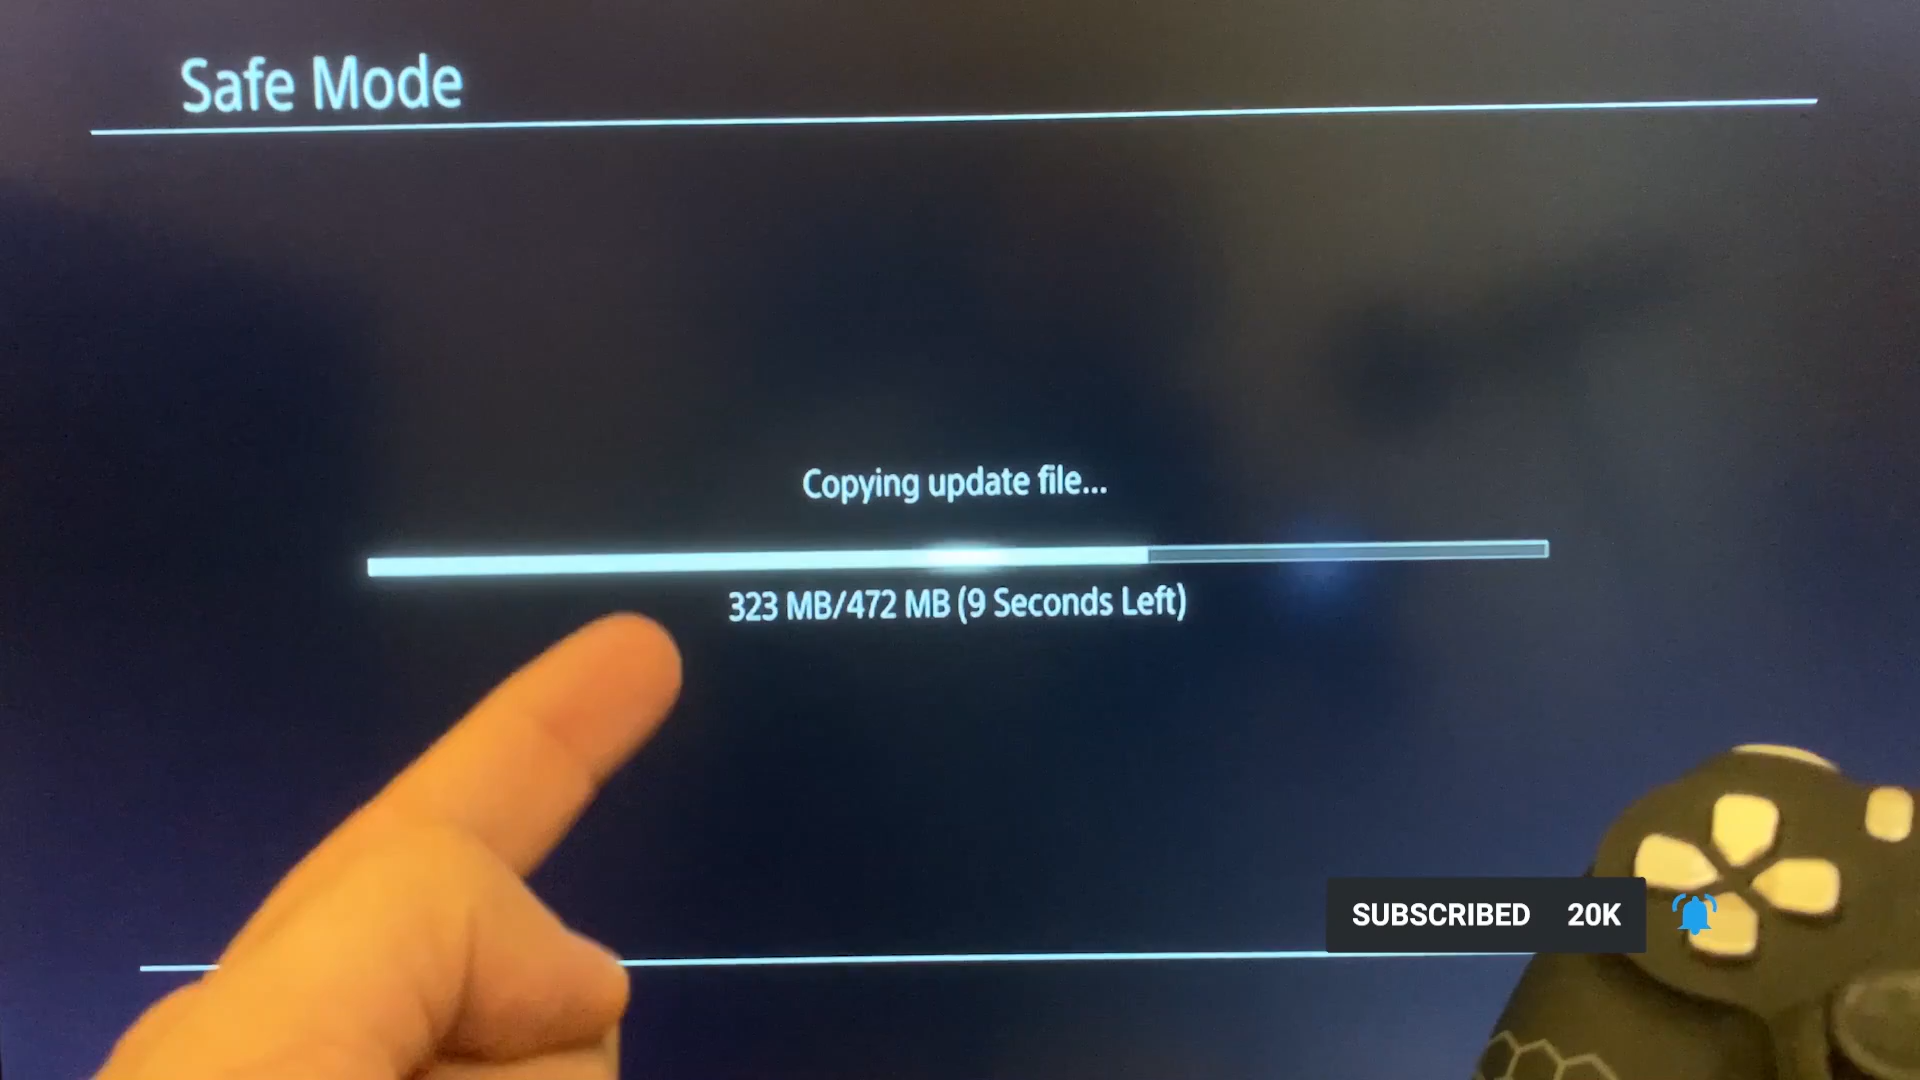 Safe Mode
Copying update file...
323 MB/472 MB (9 Seconds Left)
SUBSCRIBED 20K